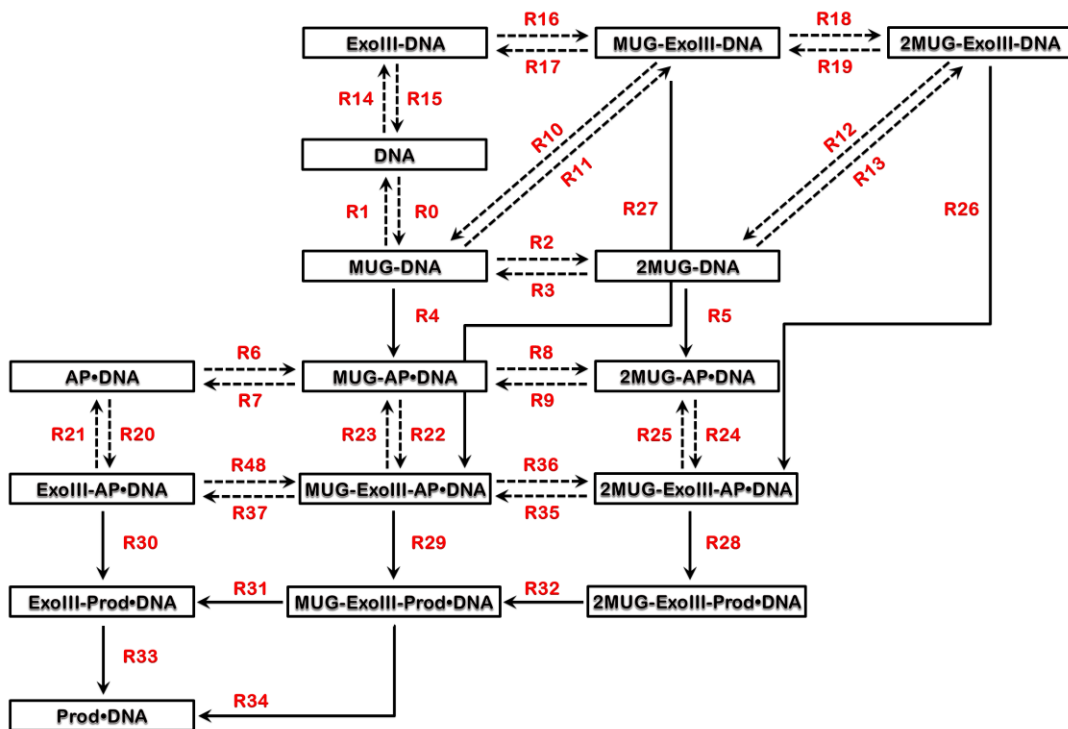 R16
R18
ExoIII-DNA
MUG-ExoIII-DNA
2MUG-ExoIII-DNA
R17
R19
R14
R15
R10
R12
DNA
R11
R13
R1
R0
R27
R26
R2
MUG-DNA
2MUG-DNA
R3
R4
R5
R6
R8
AP•DNA
MUG-AP•DNA
2MUG-AP•DNA
R7
R9
R21
R20
R23
R22
R25
R24
R48
R36
ExoIII-AP•DNA
MUG-ExoIII-AP•DNA
2MUG-ExoIII-AP•DNA
R37
R35
R30
R29
R28
R31
R32
ExoIII-Prod•DNA
MUG-ExoIII-Prod•DNA
2MUG-ExoIII-Prod•DNA
R33
R34
Prod•DNA